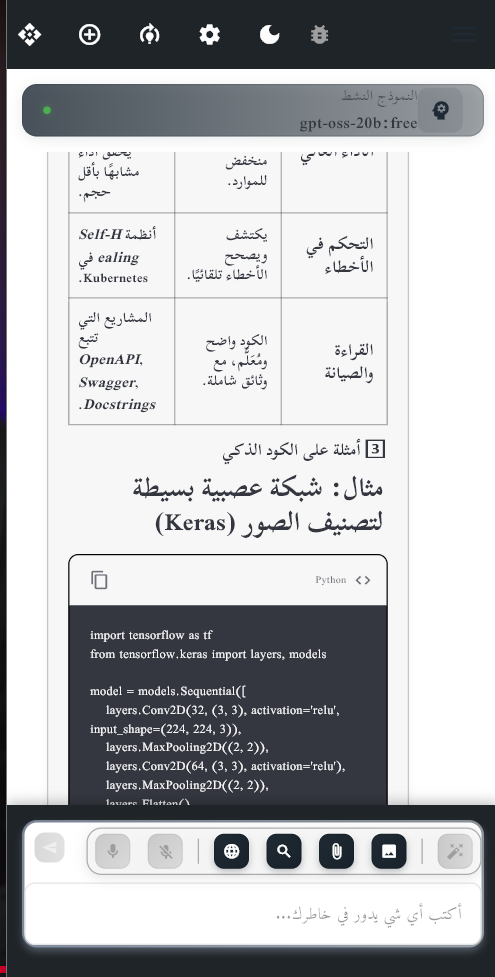 النموذج النشط
gpt-oss-20b:free
الأداء العالي
منخفض
للموارد.
يحقق أداءً
مشابهًا بأقل
حجم.
التحكم في
الأخطاء
يكتشف
ويصحح
الأخطاء تلقائيًا.
أنظمة Self-H
ealing في
Kubernetes.
القراءة
والصيانة
الكود واضح
ومُعَلَّم، مع
وثائق شاملة.
المشاريع التي
تتبع
OpenAPI,
Swagger,
Docstrings.
3 أمثلة على الكود الذكي
مثال: شبكة عصبية بسيطة
لتصنيف الصور (Keras)
Python
import tensorflow as tf
from tensorflow.keras import layers, models
model = models.Sequential([
layers.Conv2D(32, (3, 3), activation='relu',
input_shape=(224, 224, 3)),
layers.MaxPooling2D((2, 2)),
layers.Conv2D(64, (3, 3), activation='relu'),
layers.MaxPooling2D((2, 2)),
layers.Flatten()
أكتب أي شي يدور في خاطرك...